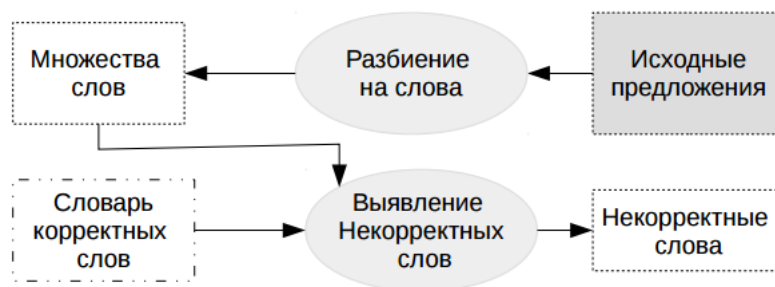 Множества
слов
Разбиение
на слова
Исходные
предложения
Словарь
корректных
слов
Выявление
Некорректных
слов
Некорректные
слова